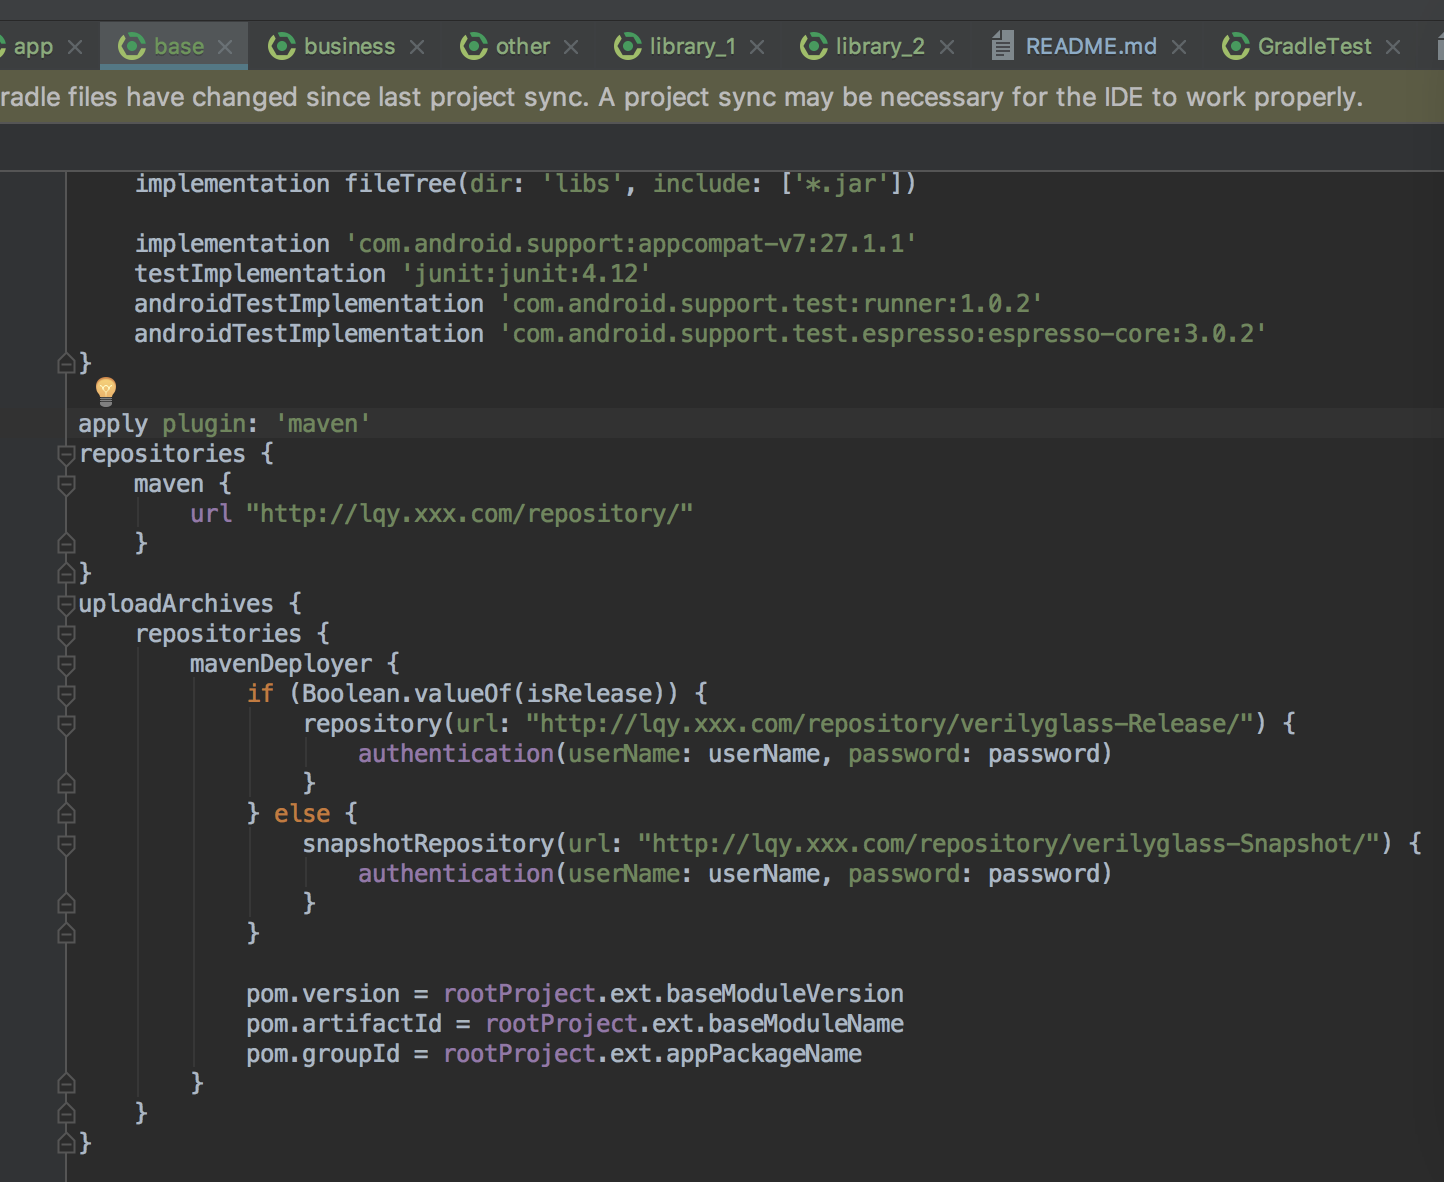 app
base
business
other
library_1
library_2
README.md
GradleTest
radle files have changed since last project sync. A project sync may be necessary for the IDE to work properly.
implementation fileTree(dir: 'libs', include: ['*.jar'])
implementation 'com.android.support:appcompat-v7:27.1.1'
testImplementation 'junit:junit:4.12'
androidTestImplementation 'com.android.support.test:runner:1.0.2'
androidTestImplementation 'com.android.support.test.espresso:espresso-core:3.0.2'
}
apply plugin: 'maven'
repositories {
maven {
url "http://lqy.xxx.com/repository/"
}
}
uploadArchives {
repositories {
mavenDeployer {
if (Boolean.valueOf(isRelease)) {
repository(url: "http://lqy.xxx.com/repository/verilyglass-Release/") {
authentication(userName: userName, password: password)
}
} else {
snapshotRepository(url: "http://lqy.xxx.com/repository/verilyglass-Snapshot/") {
authentication(userName: userName, password: password)
}
}
pom.version = rootProject.ext.baseModuleVersion
pom.artifactId = rootProject.ext.baseModuleName
pom.groupId = rootProject.ext.appPackageName
}
}
}